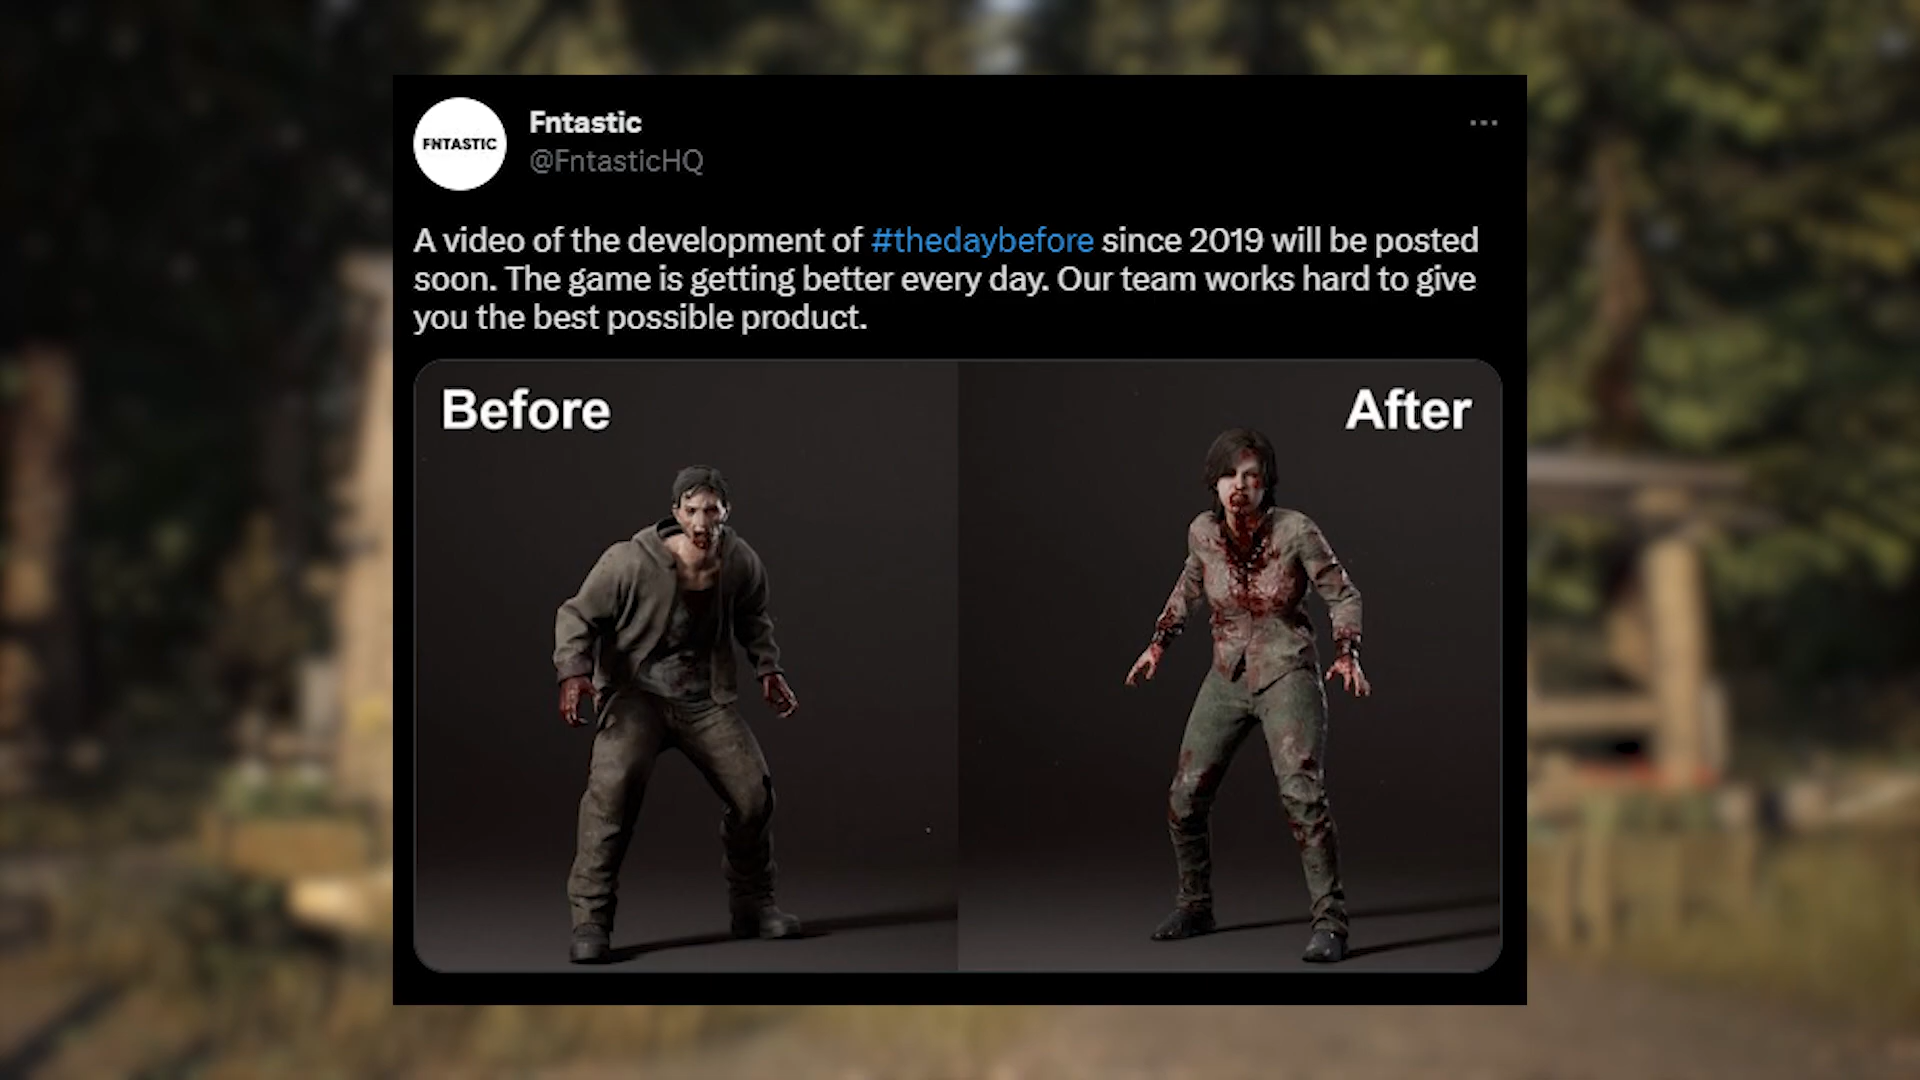 FNTASTIC
Fntastic
@FntasticHQ
A video of the development of #thedaybefore since 2019 will be posted
soon. The game is getting better every day. Our team works hard to give
you the best possible product.
Before
After